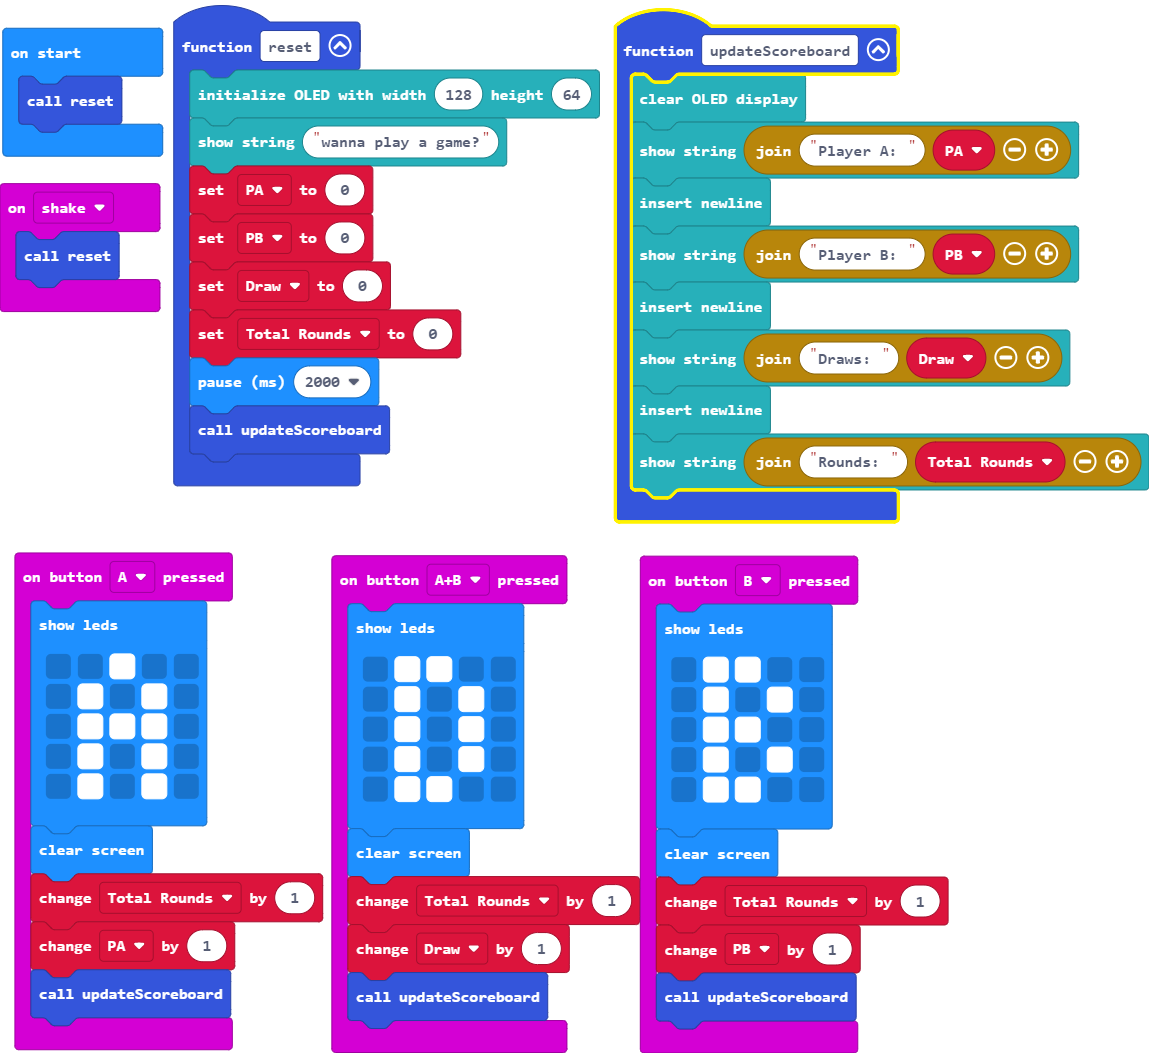 on start
call reset
on shake
call reset
function reset
initialize OLED with width 128 height 64
show string "wanna play a game?"
set PA to 0
set PB to 0
set Draw to 0
set Total Rounds to 0
pause (ms) 2000
call updateScoreboard
function updateScoreboard
clear OLED display
show string join "Player A: " PA
insert newline
show string join "Player B: " PB
insert newline
show string join "Draws: " Draw
insert newline
show string join "Rounds: " Total Rounds
on button A pressed
show leds
clear screen
change Total Rounds by 1
change PA by 1
call updateScoreboard
on button A+B pressed
show leds
clear screen
change Total Rounds by 1
change Draw by 1
call updateScoreboard
on button B pressed
show leds
clear screen
change Total Rounds by 1
change PB by 1
call updateScoreboard